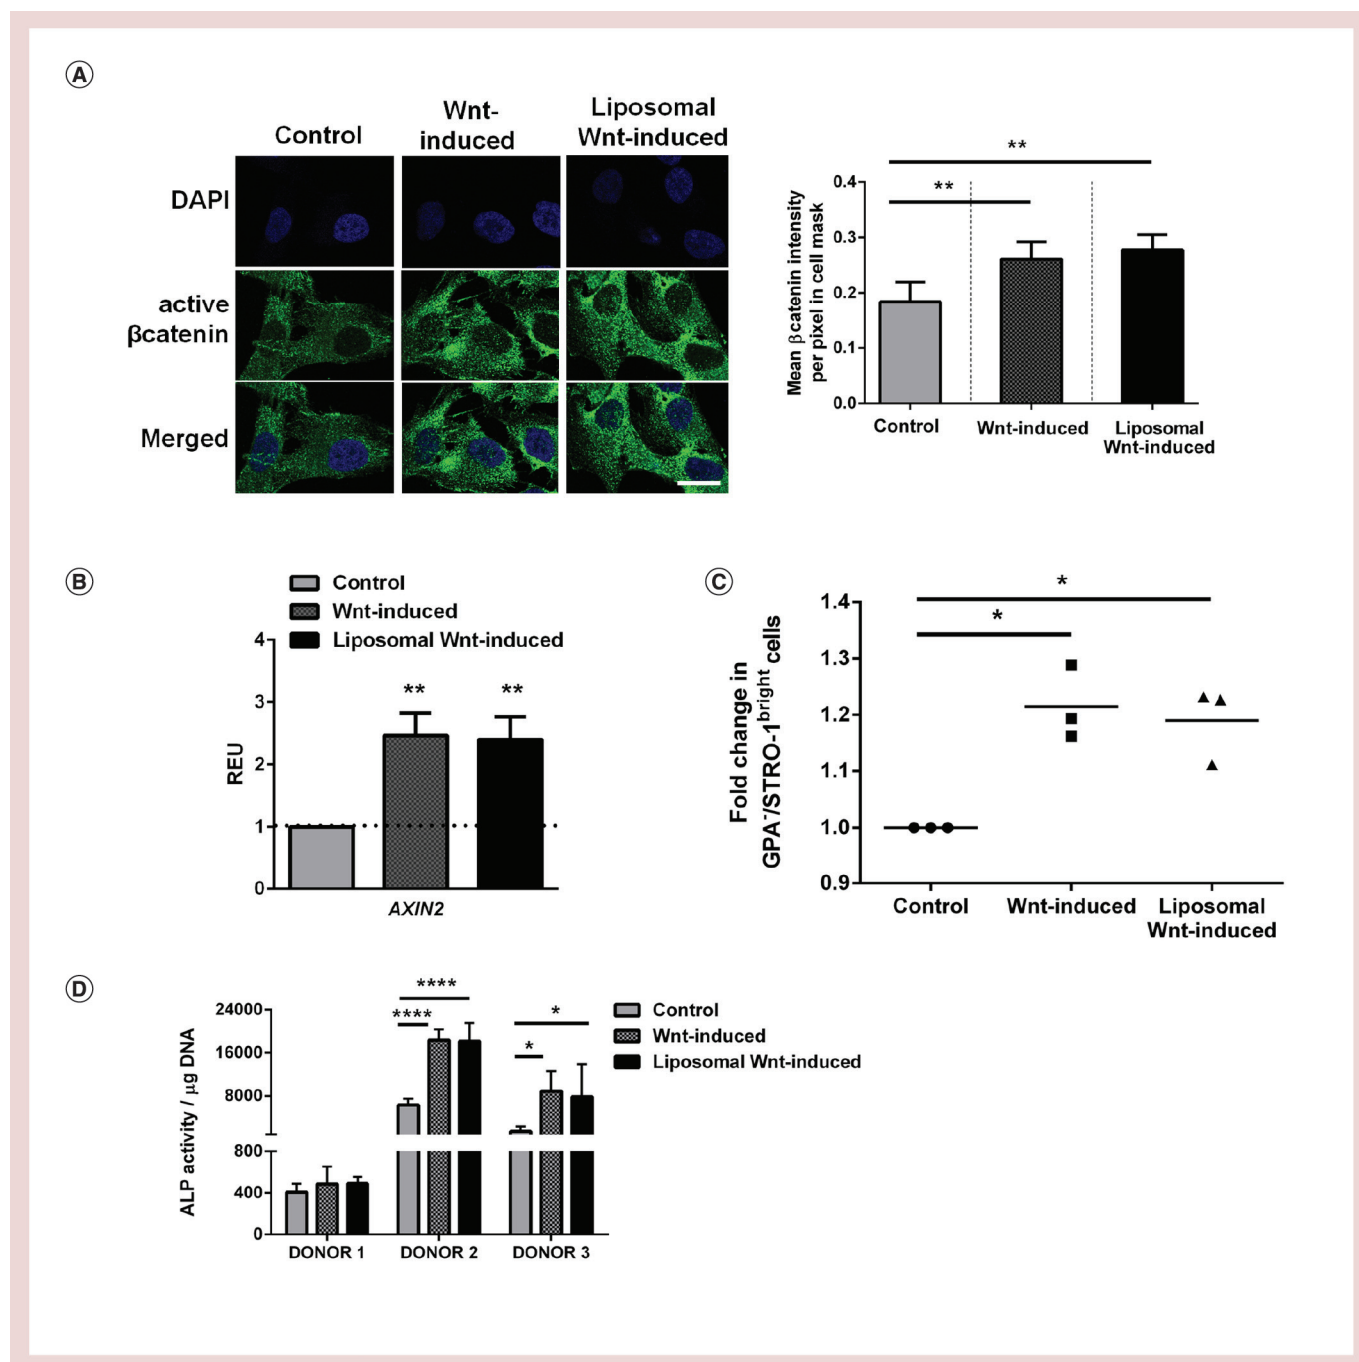 A
Control
Wnt-
induced
Liposomal
Wnt-induced
DAPI
active
βcatenin
Merged
**
**
Mean βcatenin intensity
per pixel in cell mask
0.4
0.3
0.2
0.1
0.0
Control
Wnt-induced
Liposomal
Wnt-induced
B
Control
Wnt-induced
Liposomal Wnt-induced
REU
4
3
2
1
0
**
**
AXIN2
C
Fold change in
GPA⁻/STRO-1ᵇʳⁱᵍʰᵗ cells
1.4
1.3
1.2
1.1
1.0
0.9
*
*
Control
Wnt-induced
Liposomal
Wnt-induced
D
ALP activity / μg DNA
24000
16000
8000
800
400
0
****
****
*
*
Control
Wnt-induced
Liposomal Wnt-induced
DONOR 1
DONOR 2
DONOR 3